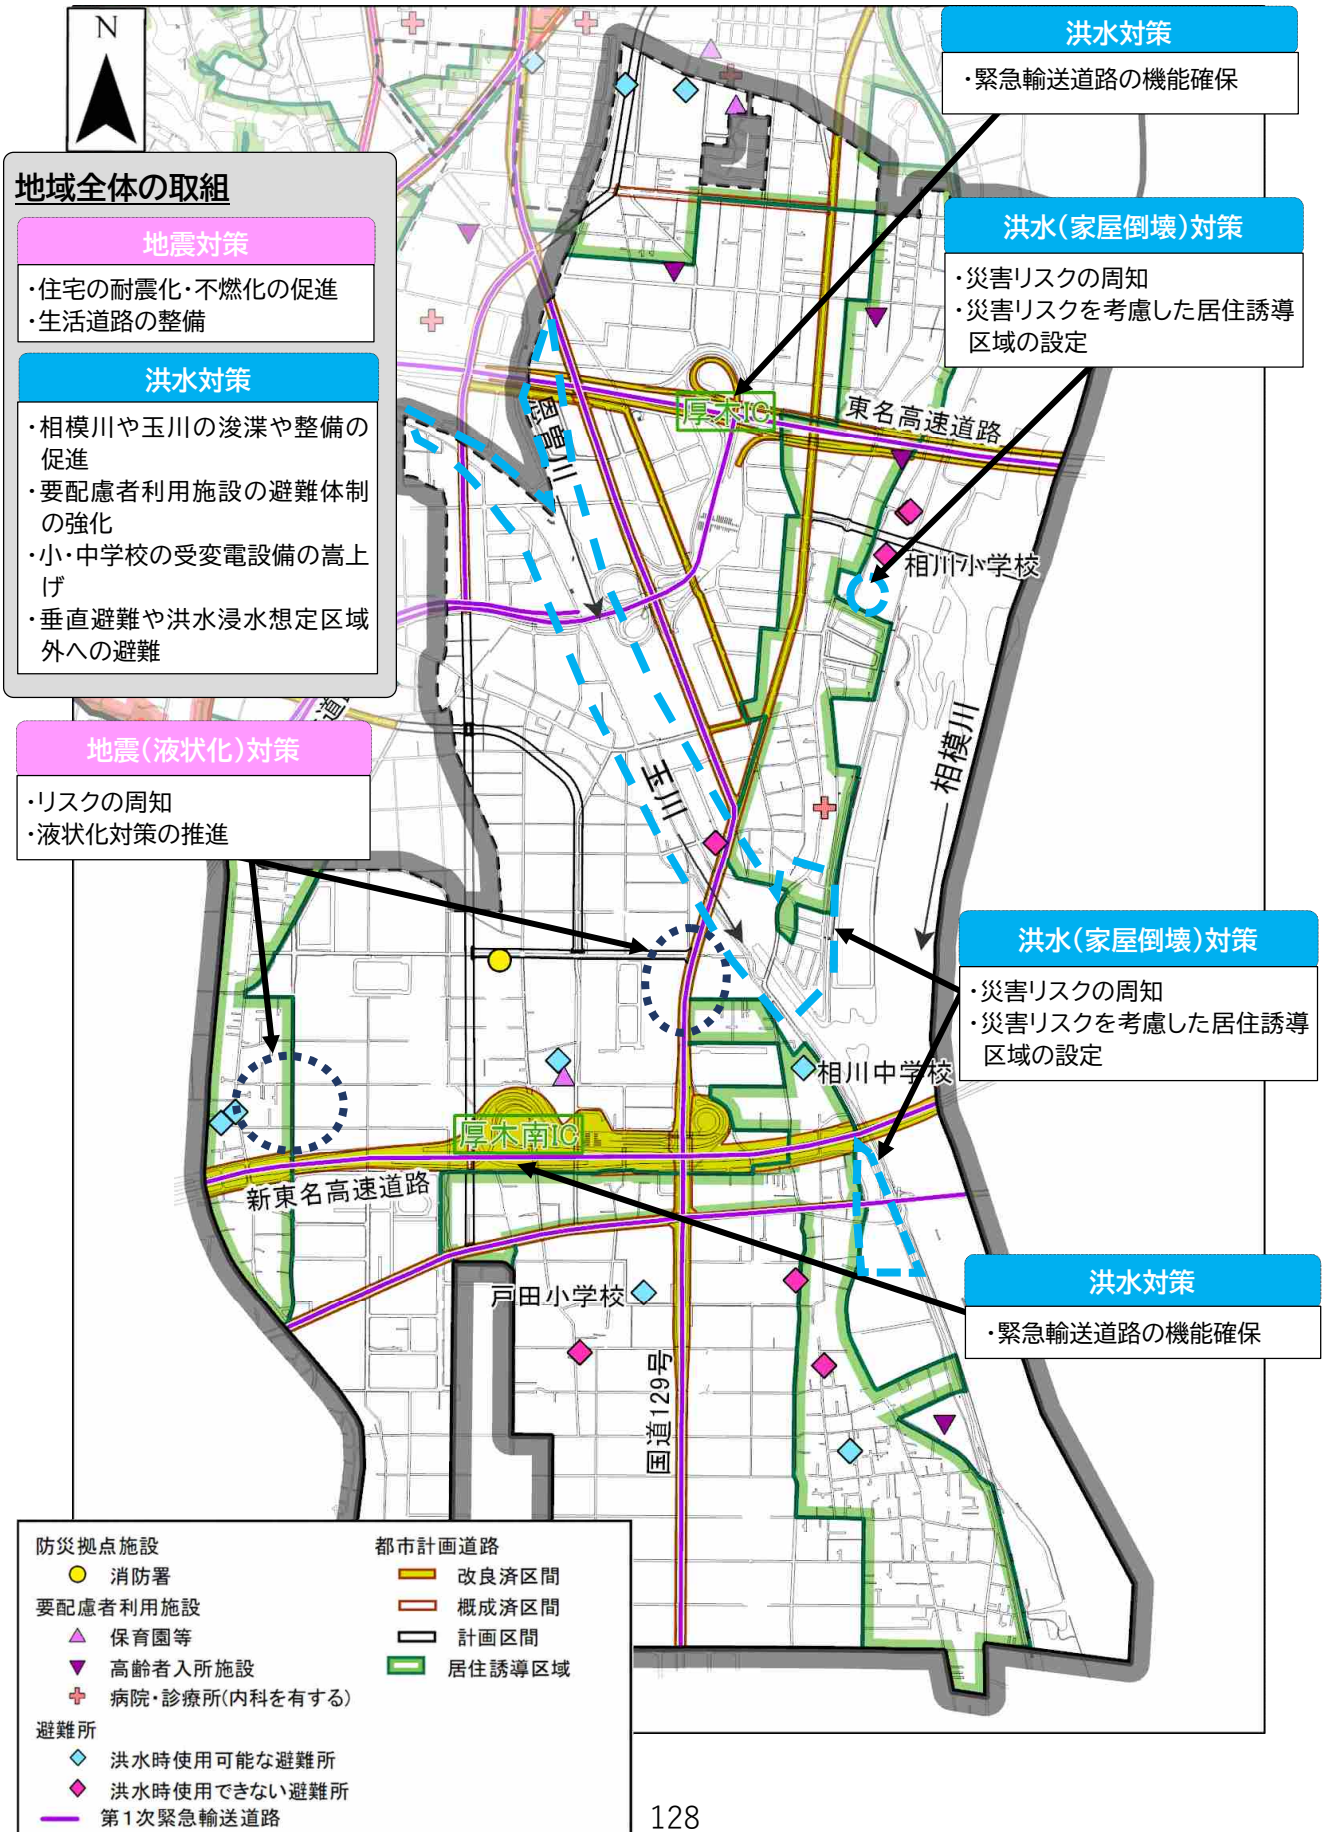 N
洪水対策
・緊急輸送道路の機能確保
地域全体の取組
地震対策
・住宅の耐震化・不燃化の促進
・生活道路の整備
洪水対策
・相模川や玉川の浚渫や整備の
促進
・要配慮者利用施設の避難体制
の強化
・小・中学校の受変電設備の嵩上
げ
・垂直避難や洪水浸水想定区域
外への避難
洪水(家屋倒壊)対策
・災害リスクの周知
・災害リスクを考慮した居住誘導
区域の設定
厚木IC
東名高速道路
恩曽川
相川小学校
相模川
玉川
地震(液状化)対策
・リスクの周知
・液状化対策の推進
洪水(家屋倒壊)対策
・災害リスクの周知
・災害リスクを考慮した居住誘導
区域の設定
相川中学校
厚木南IC
新東名高速道路
戸田小学校
国道129号
洪水対策
・緊急輸送道路の機能確保
防災拠点施設
消防署
要配慮者利用施設
保育園等
高齢者入所施設
病院・診療所(内科を有する)
避難所
洪水時使用可能な避難所
洪水時使用できない避難所
第1次緊急輸送道路
都市計画道路
改良済区間
概成済区間
計画区間
居住誘導区域
128